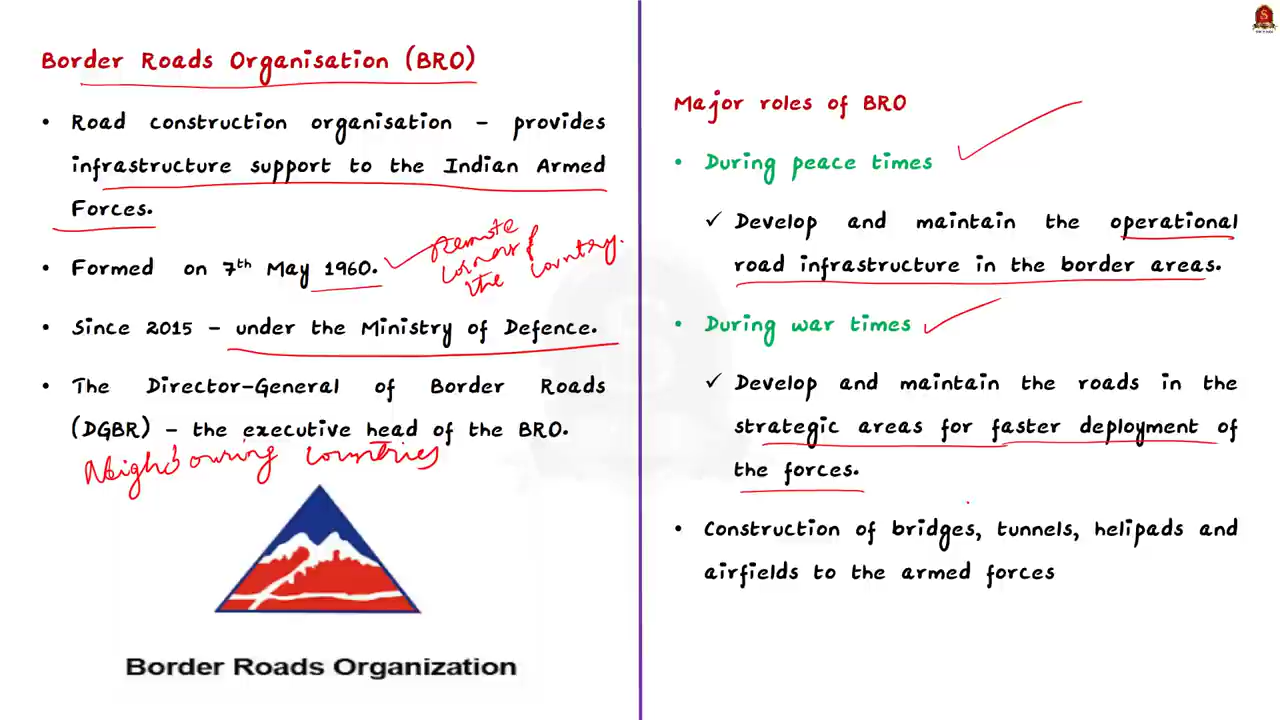 Border Roads Organisation (BRO)
• Road construction organisation – provides
infrastructure support to the Indian Armed
Forces.
• Formed on 7th May 1960.
remote
corners of
the country.
• Since 2015 – under the Ministry of Defence.
• The Director-General of Border Roads
(DGBR) – the executive head of the BRO.
Neighbouring countries
Border Roads Organization
Major roles of BRO
• During peace times
✓ Develop and maintain the operational
road infrastructure in the border areas.
• During war times
✓ Develop and maintain the roads in the
strategic areas for faster deployment of
the forces.
• Construction of bridges, tunnels, helipads and
airfields to the armed forces